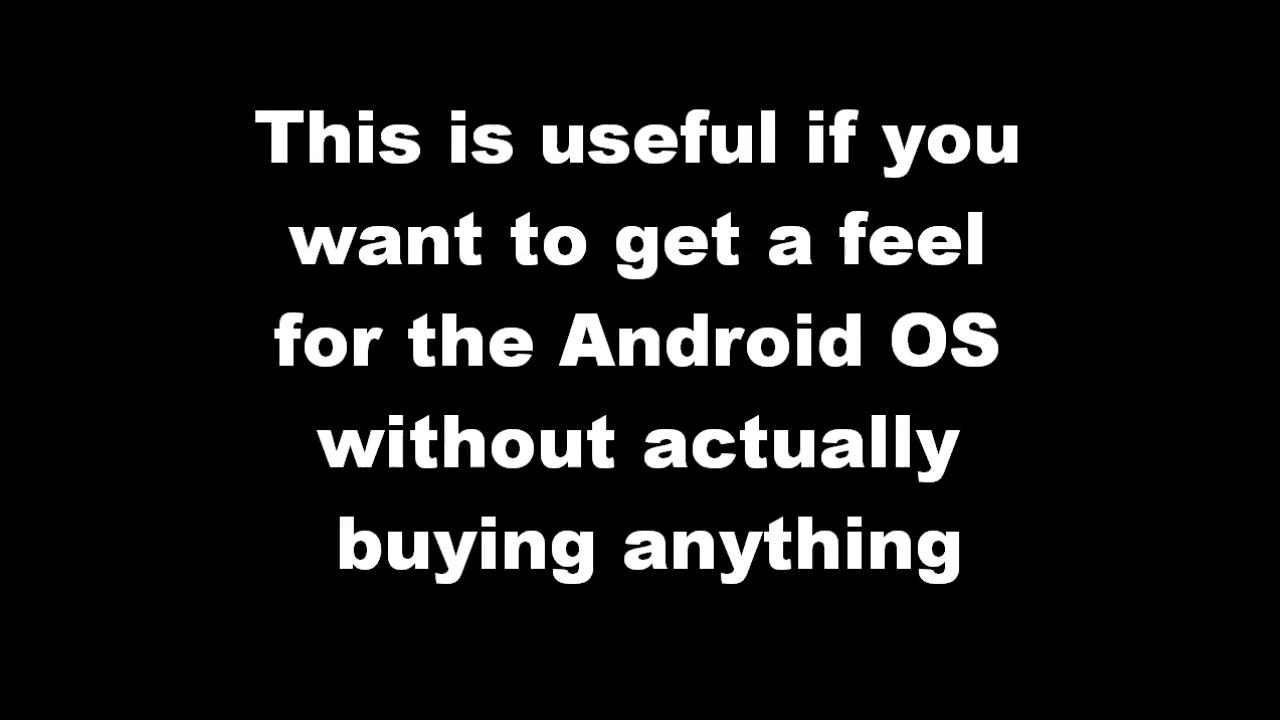 This is useful if you
want to get a feel
for the Android OS
without actually
buying anything